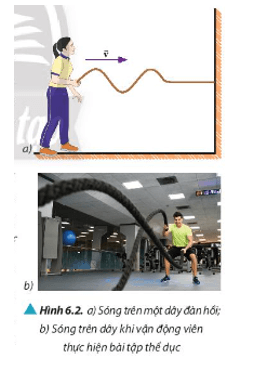 v
a)
b)
Hình 6.2. a) Sóng trên một dây đàn hồi;
b) Sóng trên dây khi vận động viên
thực hiện bài tập thể dục